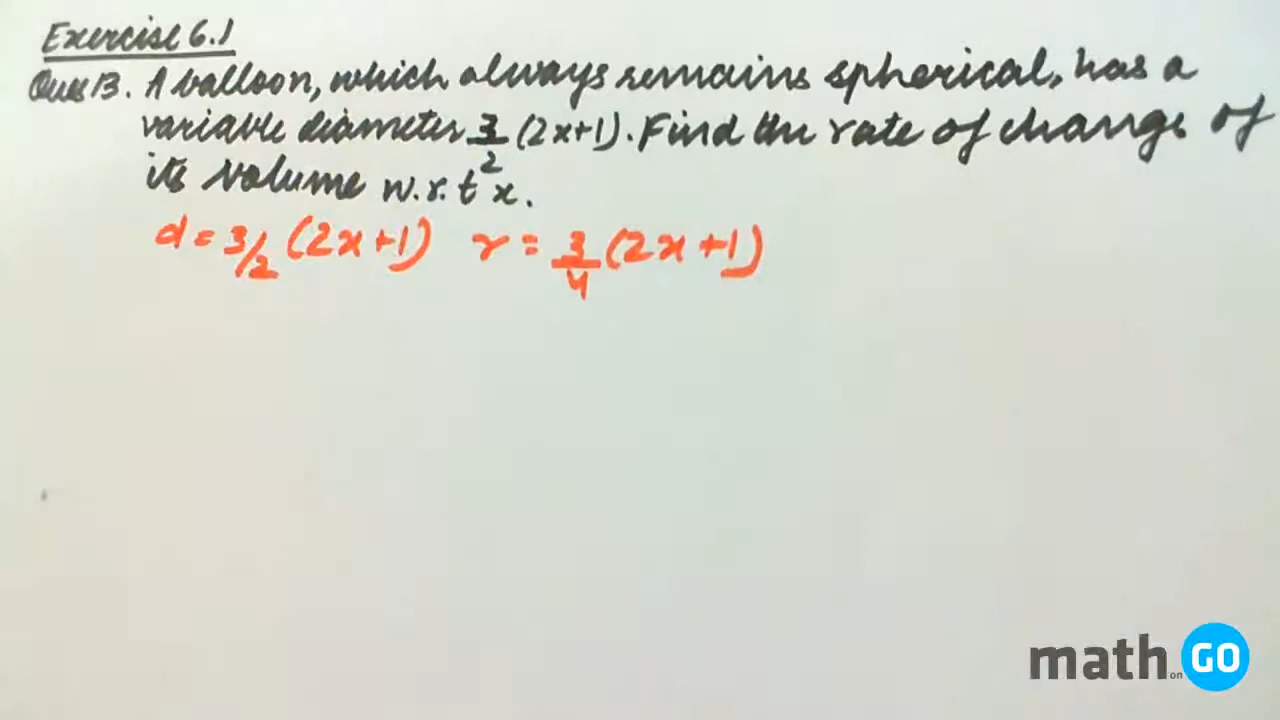 Exercise 6.1
Ques 13. A balloon, which always remains spherical, has a
variable diameter 3/2 (2x+1). Find the rate of change of
its volume w.r.t x.
d = 3/2 (2x+1) r = 3/4 (2x+1)
math on GO